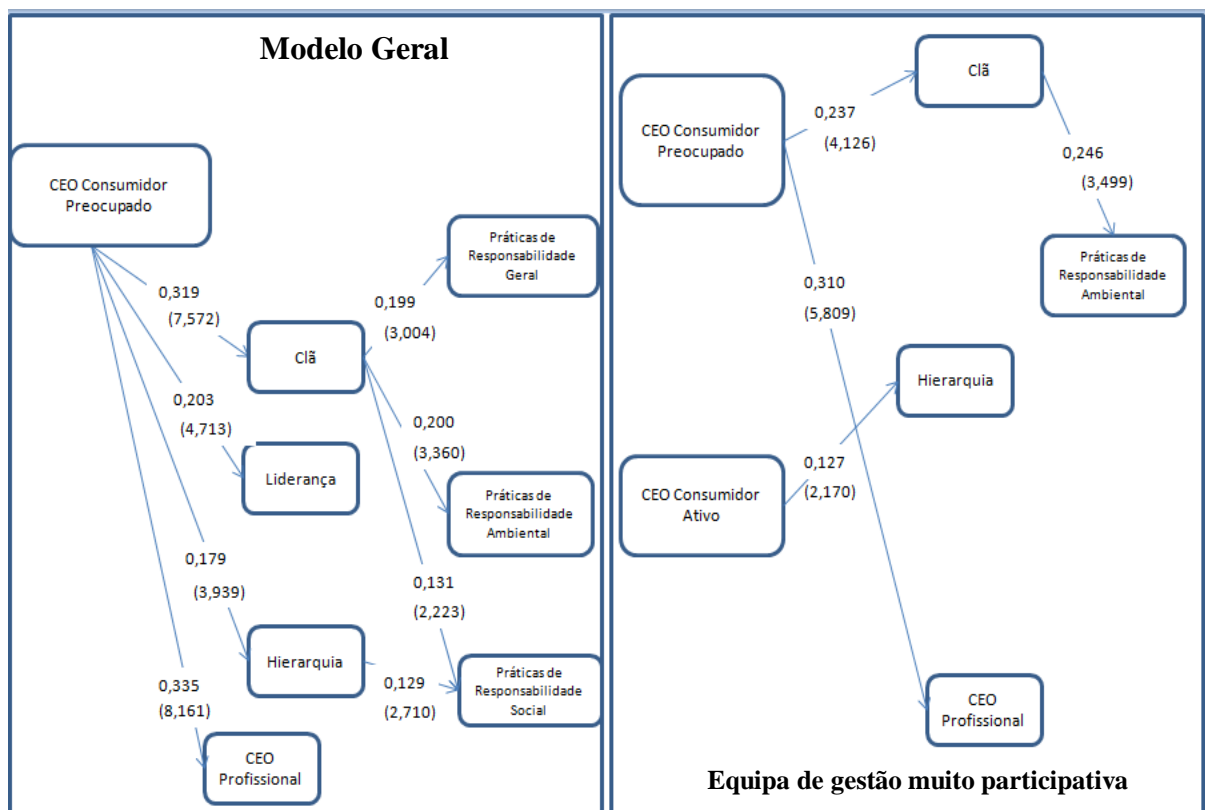 Modelo Geral
CEO Consumidor
Preocupado
0,319
(7,572)
Clã
0,199
(3,004)
Práticas de
Responsabilidade
Geral
0,203
(4,713)
Liderança
0,200
(3,360)
Práticas de
Responsabilidade
Ambiental
0,179
(3,939)
Hierarquia
0,131
(2,223)
0,129
(2,710)
Práticas de
Responsabilidade
Social
0,335
(8,161)
CEO
Profissional
CEO Consumidor
Preocupado
0,237
(4,126)
Clã
0,246
(3,499)
Práticas de
Responsabilidade
Ambiental
0,310
(5,809)
Hierarquia
CEO Consumidor
Ativo
0,127
(2,170)
CEO
Profissional
Equipa de gestão muito participativa